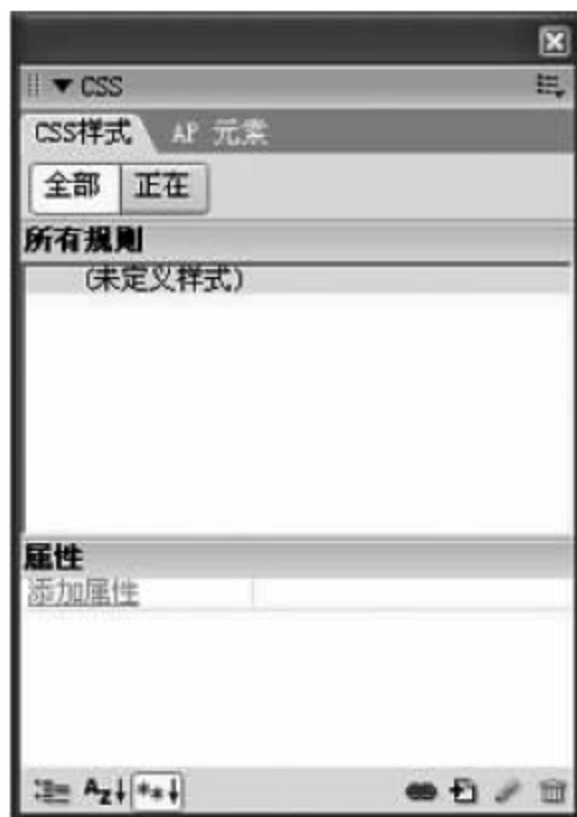 CSS
CSS样式 AP 元素
全部 正在
所有规则
(未定义样式)
属性
添加属性
Az↓ **↓